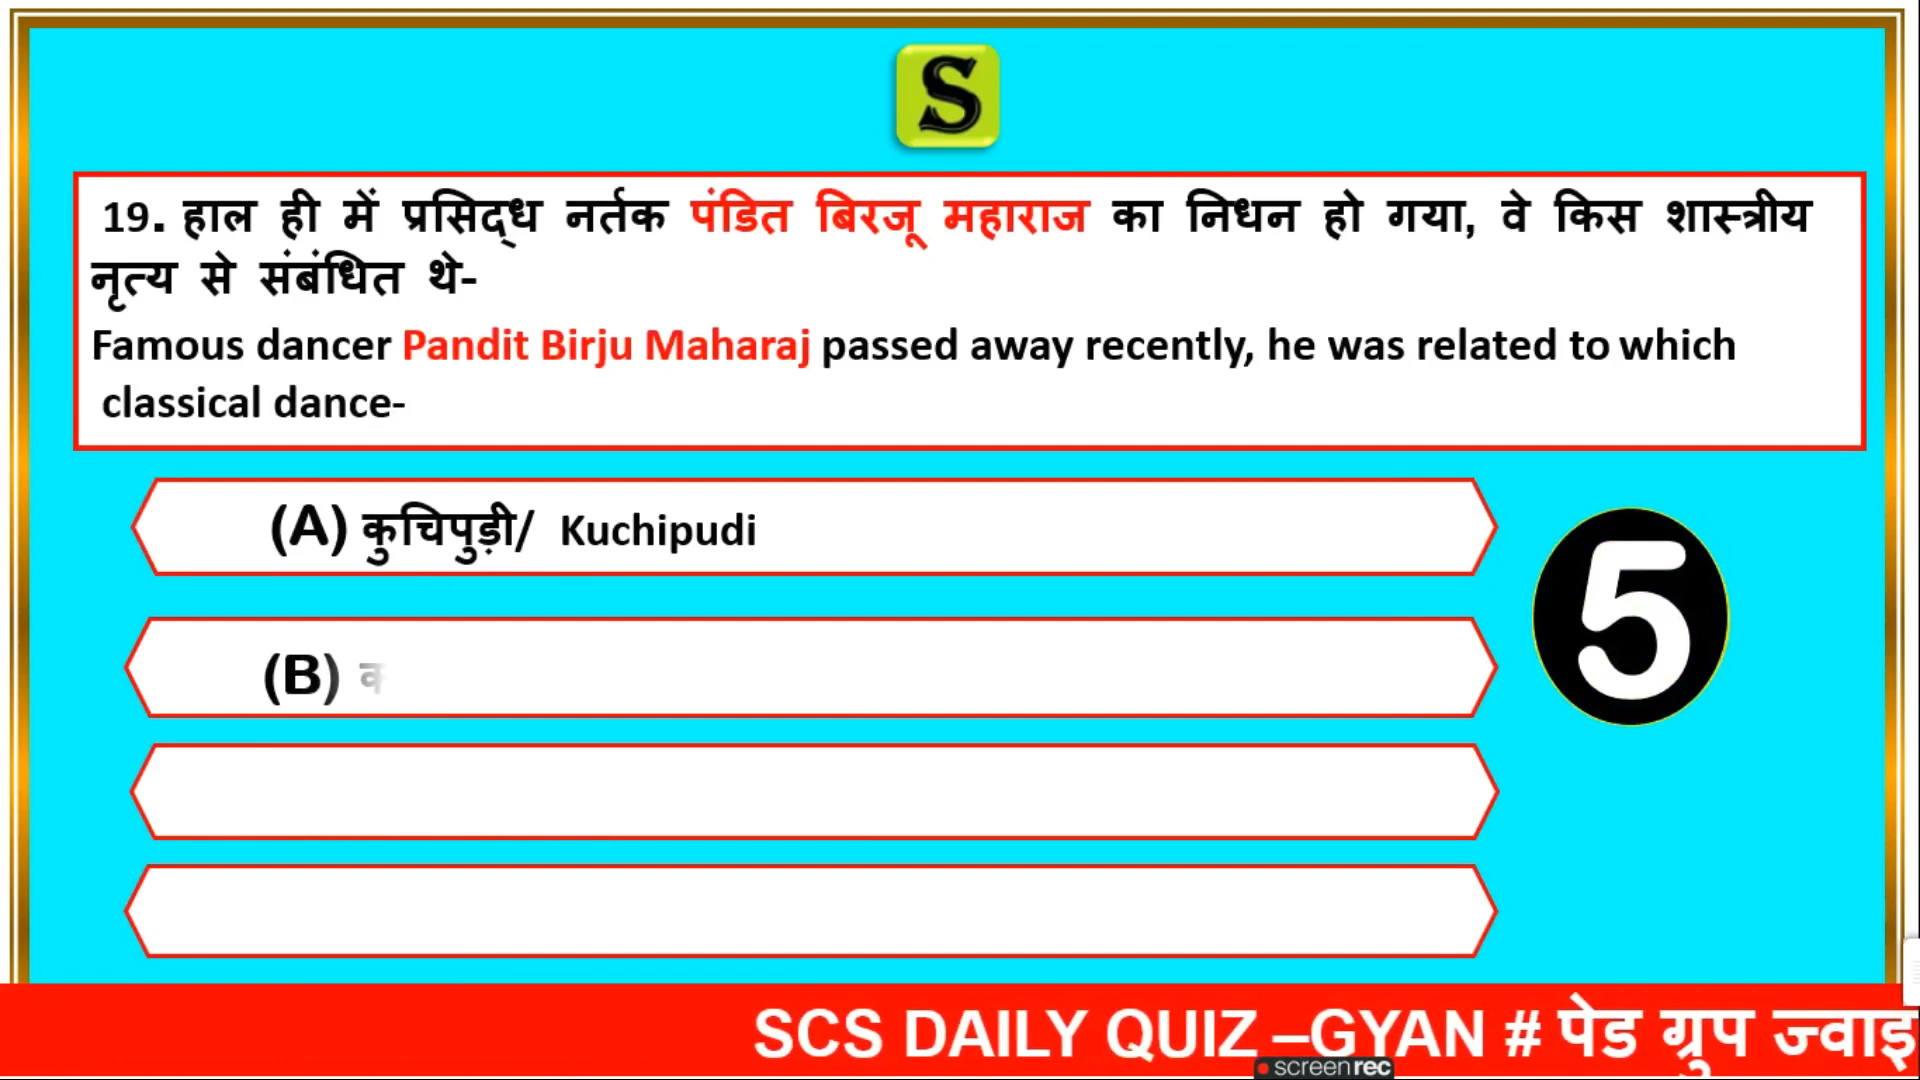 S
19. हाल ही में प्रसिद्ध नर्तक पंडित बिरजू महाराज का निधन हो गया, वे किस शास्त्रीय
नृत्य से संबंधित थे-
Famous dancer Pandit Birju Maharaj passed away recently, he was related to which
classical dance-
(A) कुचिपुड़ी/ Kuchipudi
5
(B)
SCS DAILY QUIZ –GYAN # पेड ग्रुप ज्वाइ
screenrec